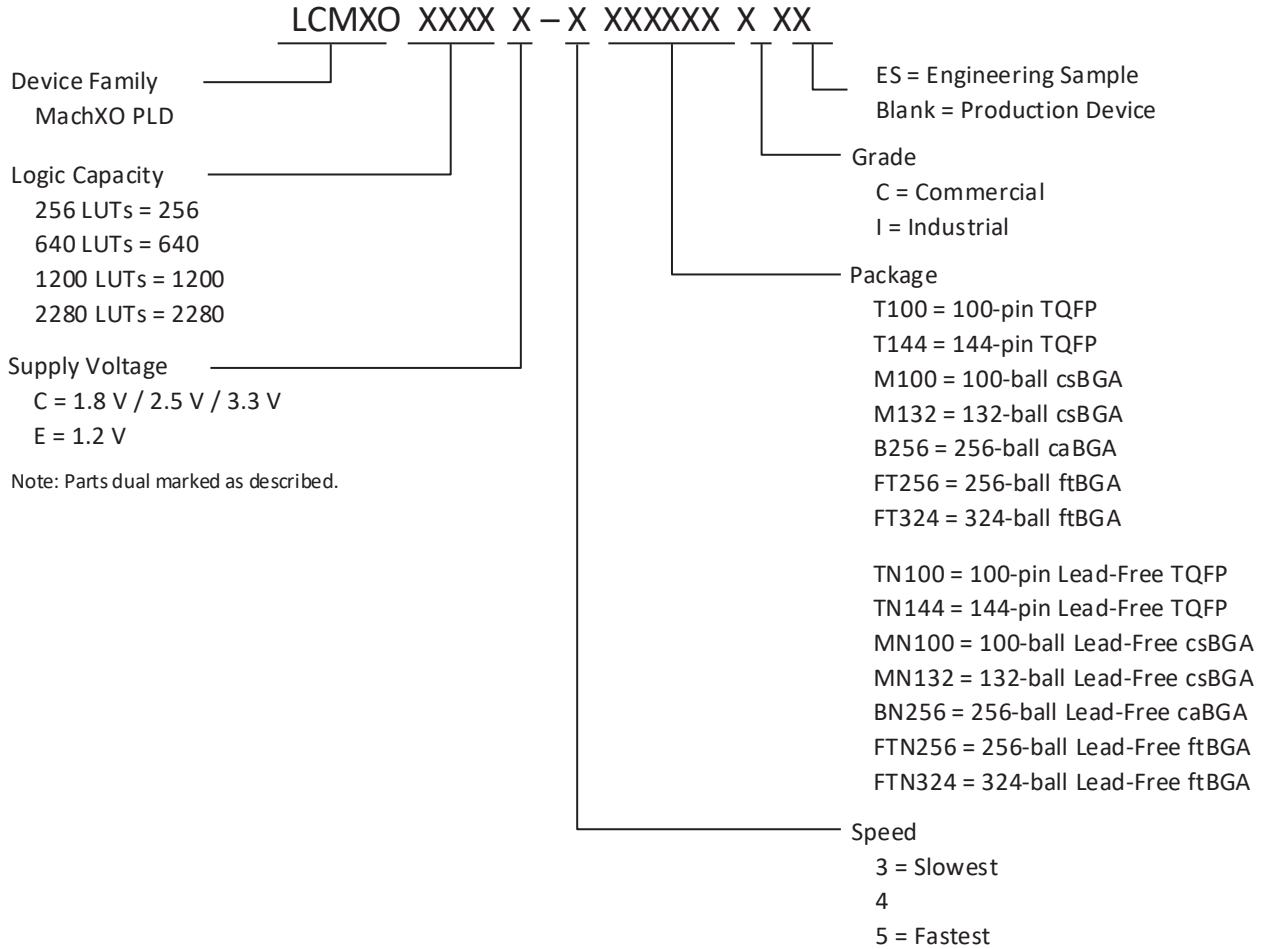 LCMXO XXXX X – X XXXXXX X XX
Device Family
MachXO PLD
Logic Capacity
256 LUTs = 256
640 LUTs = 640
1200 LUTs = 1200
2280 LUTs = 2280
Supply Voltage
C = 1.8 V / 2.5 V / 3.3 V
E = 1.2 V
Note: Parts dual marked as described.
ES = Engineering Sample
Blank = Production Device
Grade
C = Commercial
I = Industrial
Package
T100 = 100-pin TQFP
T144 = 144-pin TQFP
M100 = 100-ball csBGA
M132 = 132-ball csBGA
B256 = 256-ball caBGA
FT256 = 256-ball ftBGA
FT324 = 324-ball ftBGA
TN100 = 100-pin Lead-Free TQFP
TN144 = 144-pin Lead-Free TQFP
MN100 = 100-ball Lead-Free csBGA
MN132 = 132-ball Lead-Free csBGA
BN256 = 256-ball Lead-Free caBGA
FTN256 = 256-ball Lead-Free ftBGA
FTN324 = 324-ball Lead-Free ftBGA
Speed
3 = Slowest
4
5 = Fastest